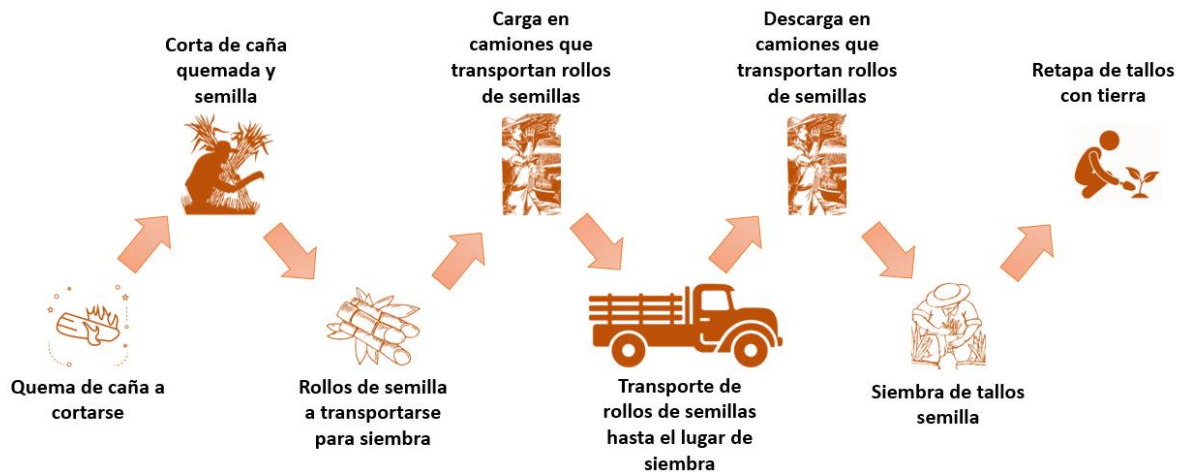 Quema de caña a
cortarse
Corta de caña
quemada y
semilla
Rollos de semilla
a transportarse
para siembra
Carga en
camiones que
transportan rollos
de semillas
Transporte de
rollos de semillas
hasta el lugar de
siembra
Descarga en
camiones que
transportan rollos
de semillas
Siembra de tallos
semilla
Retapa de tallos
con tierra